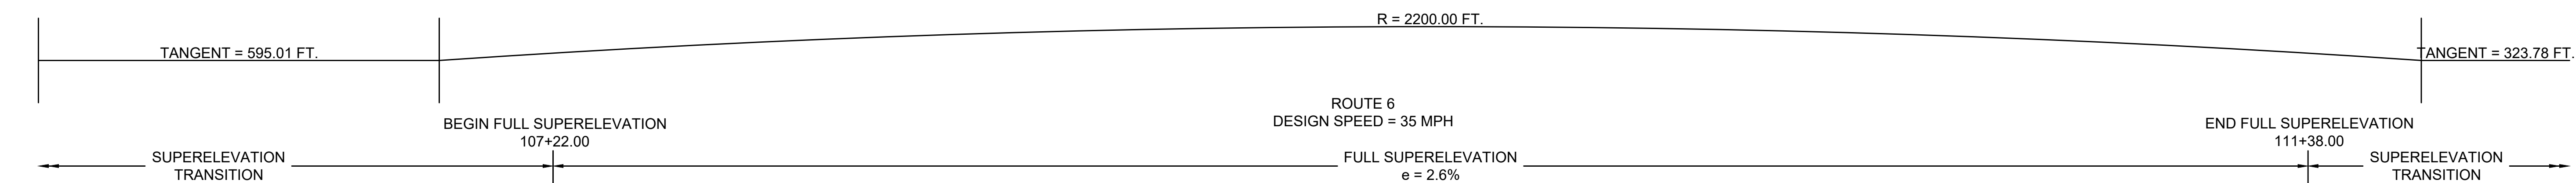 R = 2200.00 FT.
TANGENT = 595.01 FT.
TANGENT = 323.78 FT.
ROUTE 6
DESIGN SPEED = 35 MPH
BEGIN FULL SUPERELEVATION
107+22.00
END FULL SUPERELEVATION
111+38.00
SUPERELEVATION
TRANSITION
FULL SUPERELEVATION
e = 2.6%
SUPERELEVATION
TRANSITION